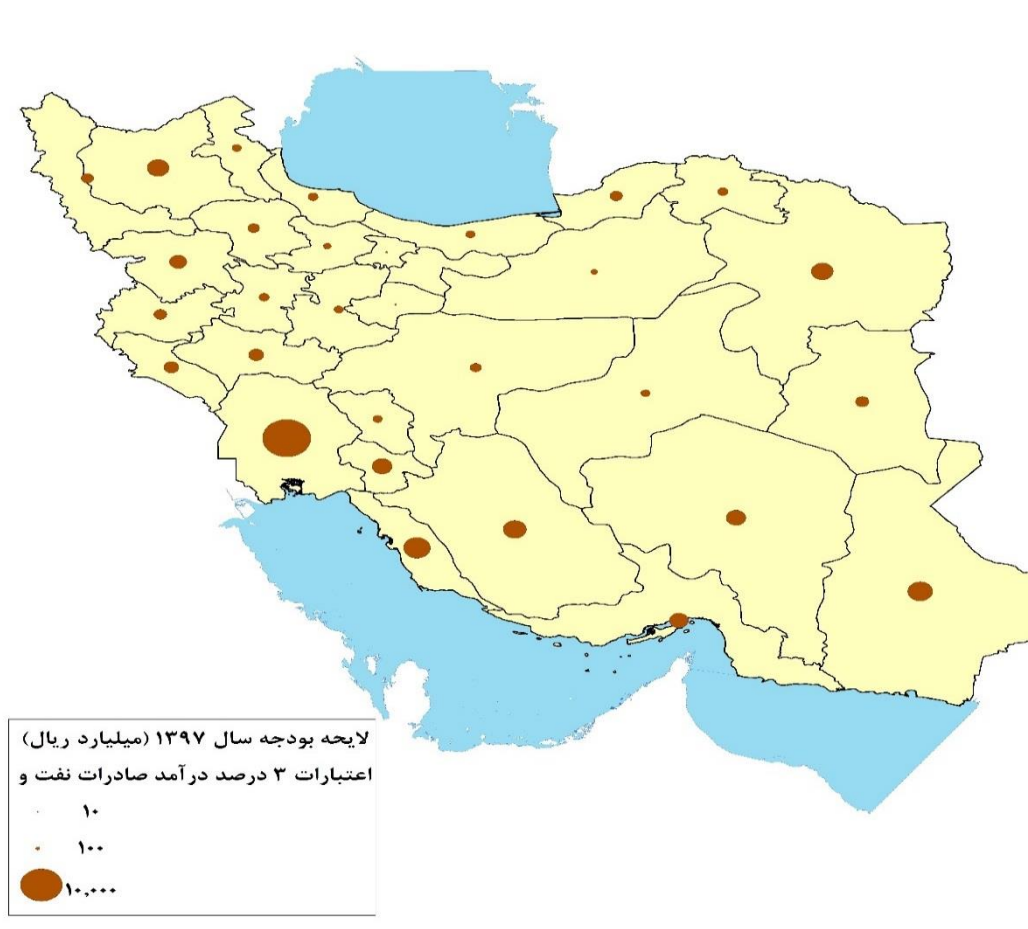 لایحه بودجه سال ۱۳۹۷ (میلیارد ریال)
اعتبارات ۳ درصد درآمد صادرات نفت و
۱۰
۱۰۰
۱۰,۰۰۰